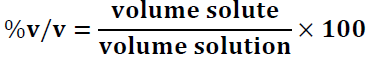 %v/v = volume solute / volume solution × 100